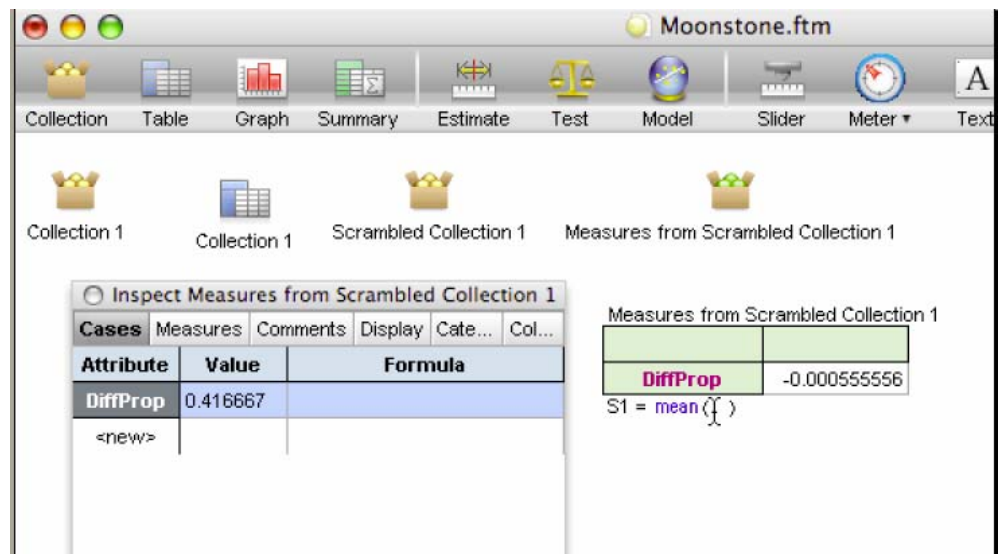 Moonstone.ftm
Collection Table Graph Summary Estimate Test Model Slider Meter ▾ Text
Collection 1
Collection 1
Scrambled Collection 1
Measures from Scrambled Collection 1
Inspect Measures from Scrambled Collection 1
Cases Measures Comments Display Cate... Col...
Attribute Value Formula
DiffProp 0.416667
<new>
Measures from Scrambled Collection 1
DiffProp -0.000555556
S1 = mean( )